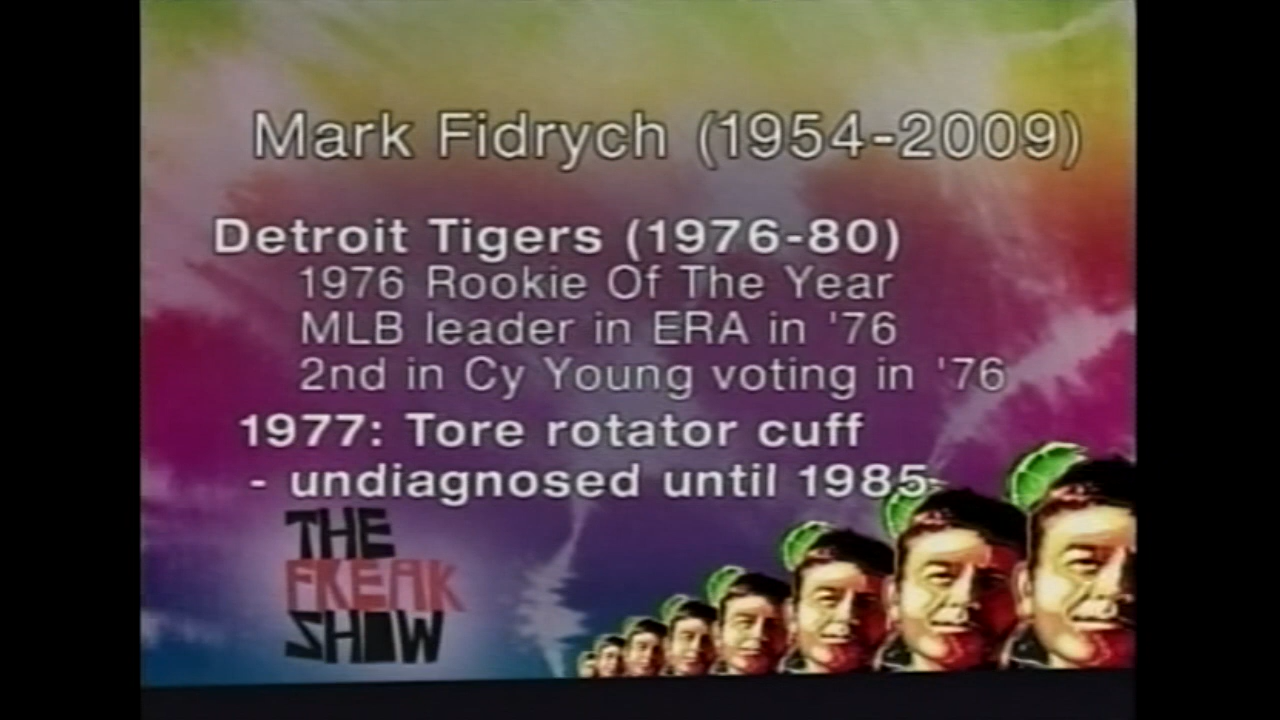 Mark Fidrych (1954-2009)
Detroit Tigers (1976-80)
1976 Rookie Of The Year
MLB leader in ERA in '76
2nd in Cy Young voting in '76
1977: Tore rotator cuff
- undiagnosed until 1985-
THE
FREAK
SHOW